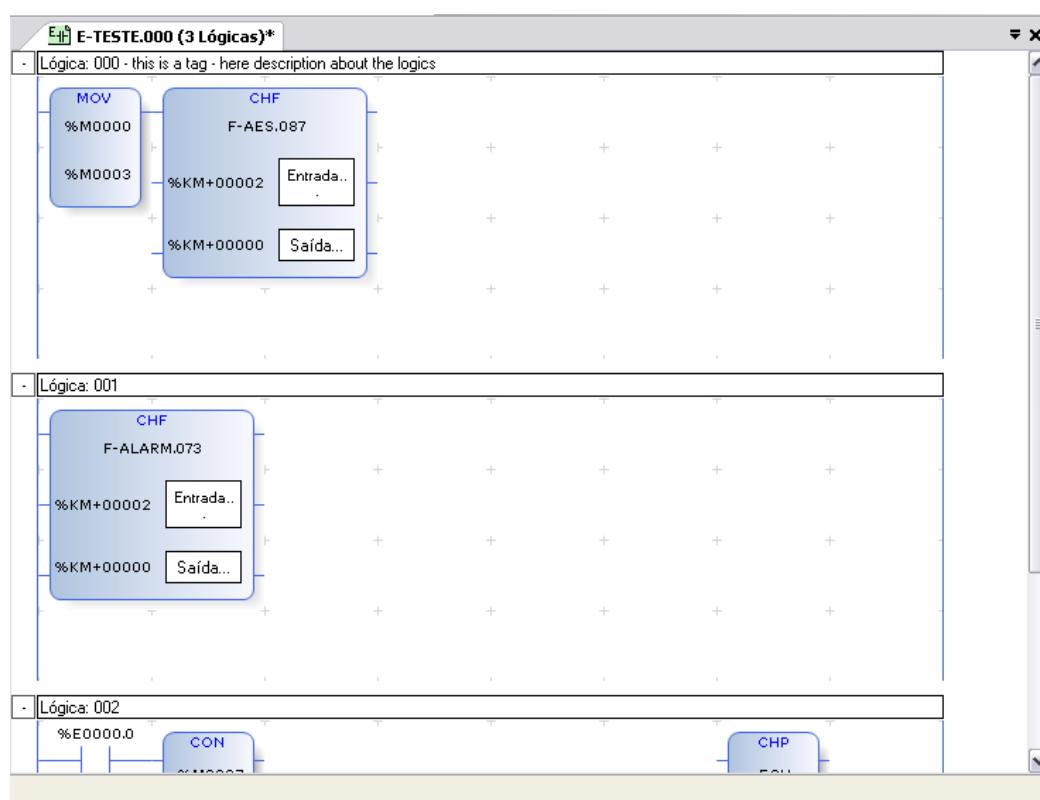 E-TESTE.000 (3 Lógicas)*
- Lógica: 000 - this is a tag - here description about the logics
MOV
%M0000
%M0003
CHF
F-AES.087
%KM+00002 Entrada..
.
%KM+00000 Saída...
- Lógica: 001
CHF
F-ALARM.073
%KM+00002 Entrada..
.
%KM+00000 Saída...
- Lógica: 002
%E0000.0
CON
CHP